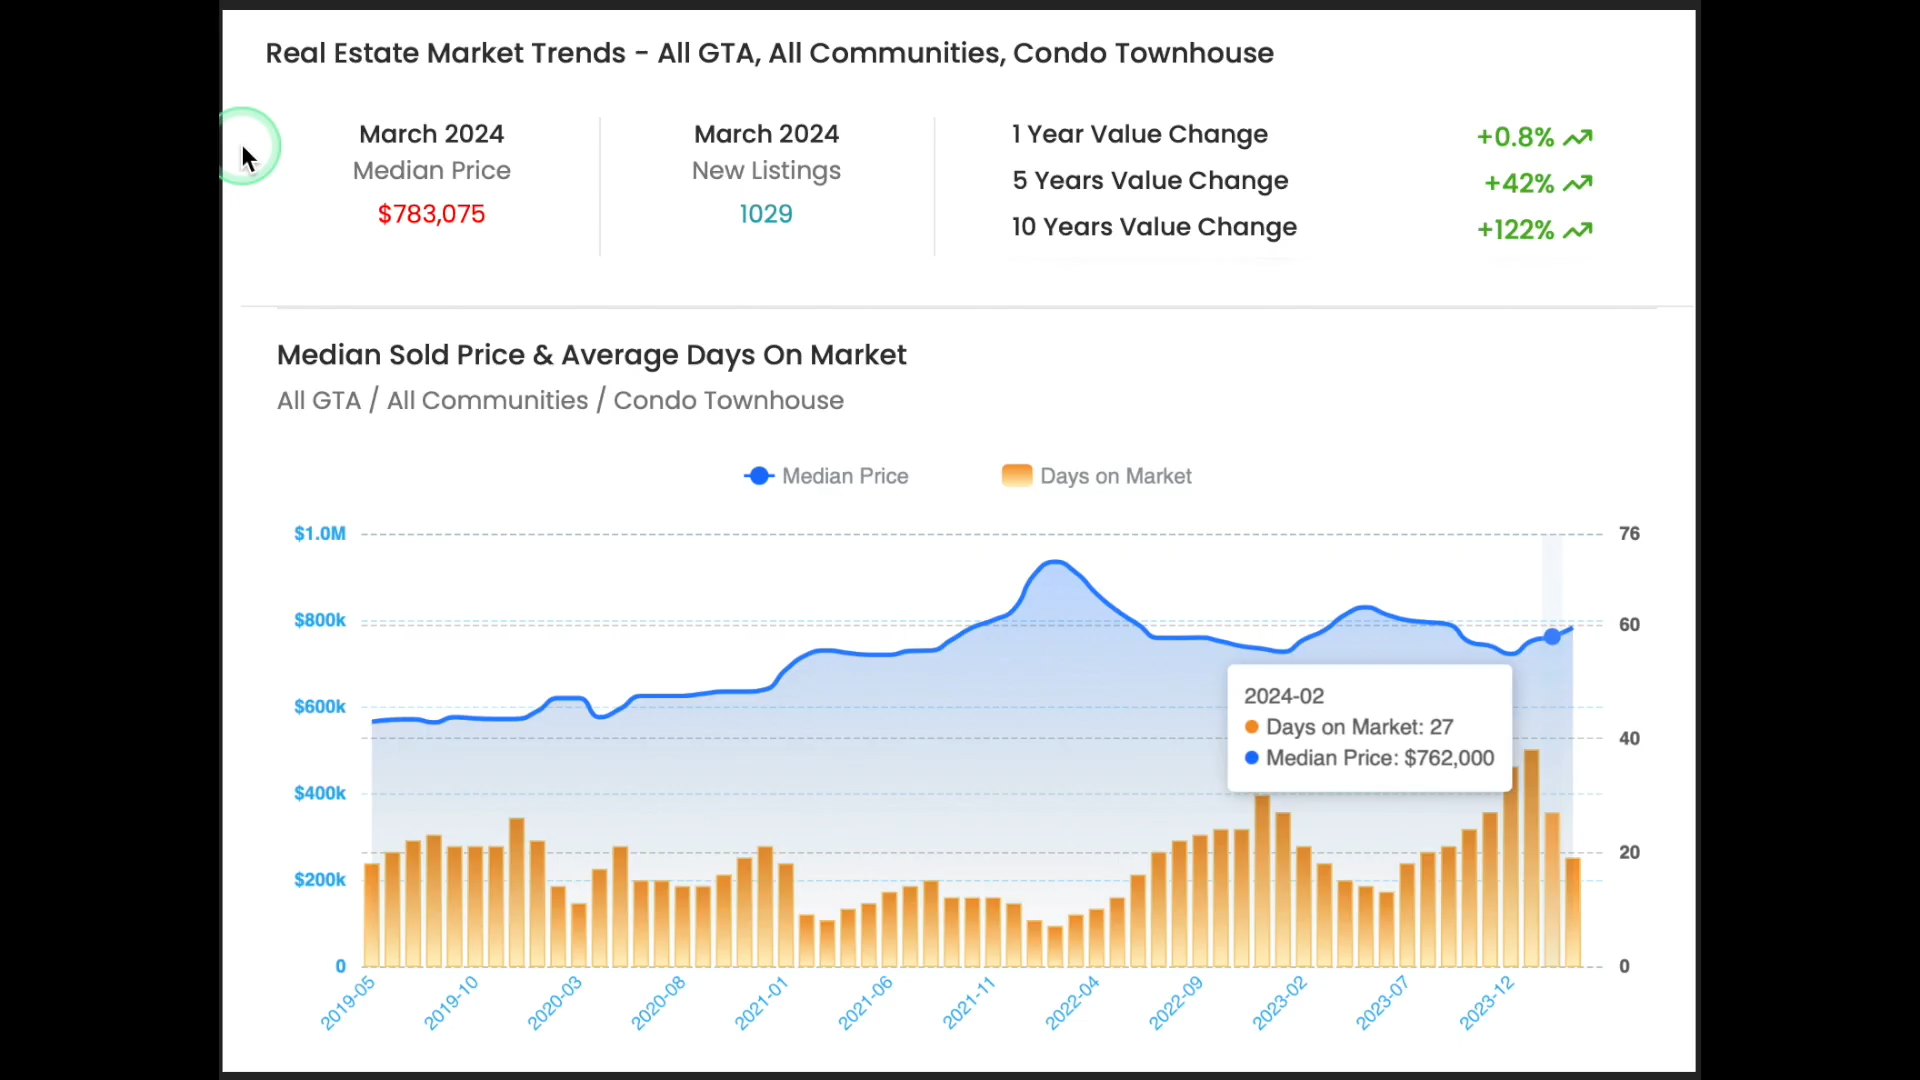 Real Estate Market Trends - All GTA, All Communities, Condo Townhouse
March 2024
Median Price
$783,075
March 2024
New Listings
1029
1 Year Value Change +0.8%
5 Years Value Change +42%
10 Years Value Change +122%
Median Sold Price & Average Days On Market
All GTA / All Communities / Condo Townhouse
Median Price Days on Market
$1.0M 76
$800k 60
$600k
40
$400k
20
$200k
0 0
2024-02
Days on Market: 27
Median Price: $762,000
2019-05 2019-10 2020-03 2020-08 2021-01 2021-06 2021-11 2022-04 2022-09 2023-02 2023-07 2023-12